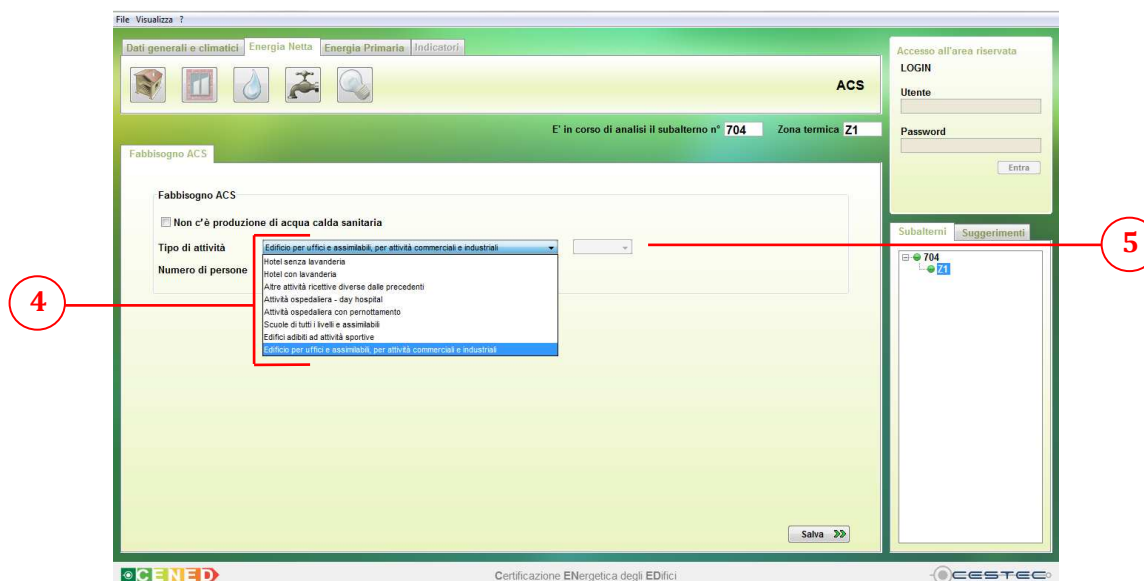 File Visualizza ?
Dati generali e climatici Energia Netta Energia Primaria Indicatori
ACS
E' in corso di analisi il subalterno n° 704 Zona termica Z1
Fabbisogno ACS
Fabbisogno ACS
Non c'è produzione di acqua calda sanitaria
Tipo di attività Edificio per uffici e assimilabili, per attività commerciali e industriali
Hotel senza lavanderia
Hotel con lavanderia
Altre attività ricettive diverse dalle precedenti
Attività ospedaliera - day hospital
Attività ospedaliera con pernottamento
Scuole di tutti i livelli e assimilabili
Edifici adibiti ad attività sportive
Edificio per uffici e assimilabili, per attività commerciali e industriali
Numero di persone
4
Salva
Accesso all'area riservata
LOGIN
Utente
Password
Entra
Subalterni Suggerimenti
704
Z1
5
CENED
Certificazione ENergetica degli EDifici
CESTEC